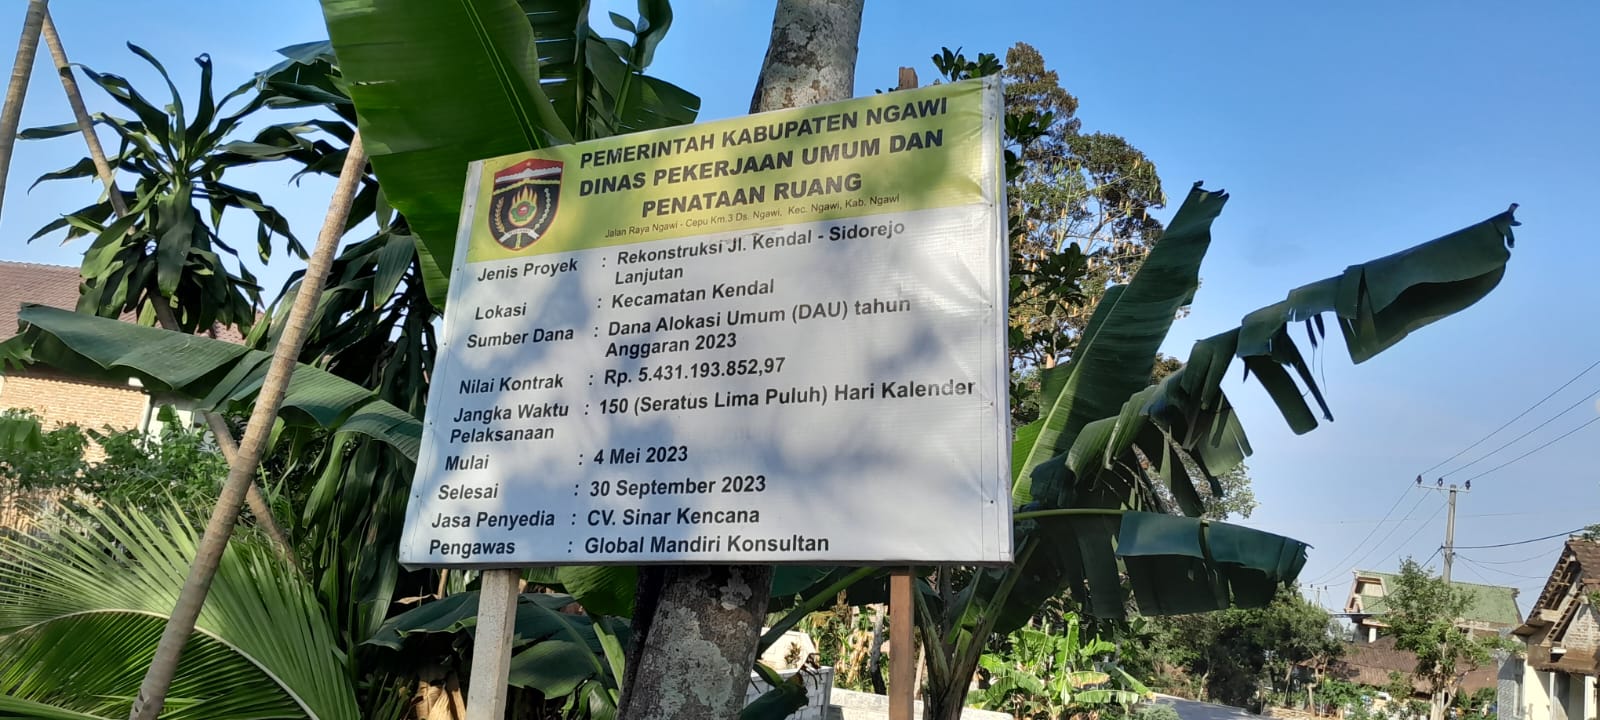 PEMERINTAH KABUPATEN NGAWI
DINAS PEKERJAAN UMUM DAN
PENATAAN RUANG
Jalan Raya Ngawi - Cepu Km.3 Ds. Ngawi, Kec. Ngawi, Kab. Ngawi
Jenis Proyek : Rekonstruksi Jl. Kendal - Sidorejo
Lanjutan
Lokasi : Kecamatan Kendal
Sumber Dana : Dana Alokasi Umum (DAU) tahun
Anggaran 2023
Nilai Kontrak : Rp. 5.431.193.852,97
Jangka Waktu : 150 (Seratus Lima Puluh) Hari Kalender
Pelaksanaan
Mulai : 4 Mei 2023
Selesai : 30 September 2023
Jasa Penyedia : CV. Sinar Kencana
Pengawas : Global Mandiri Konsultan